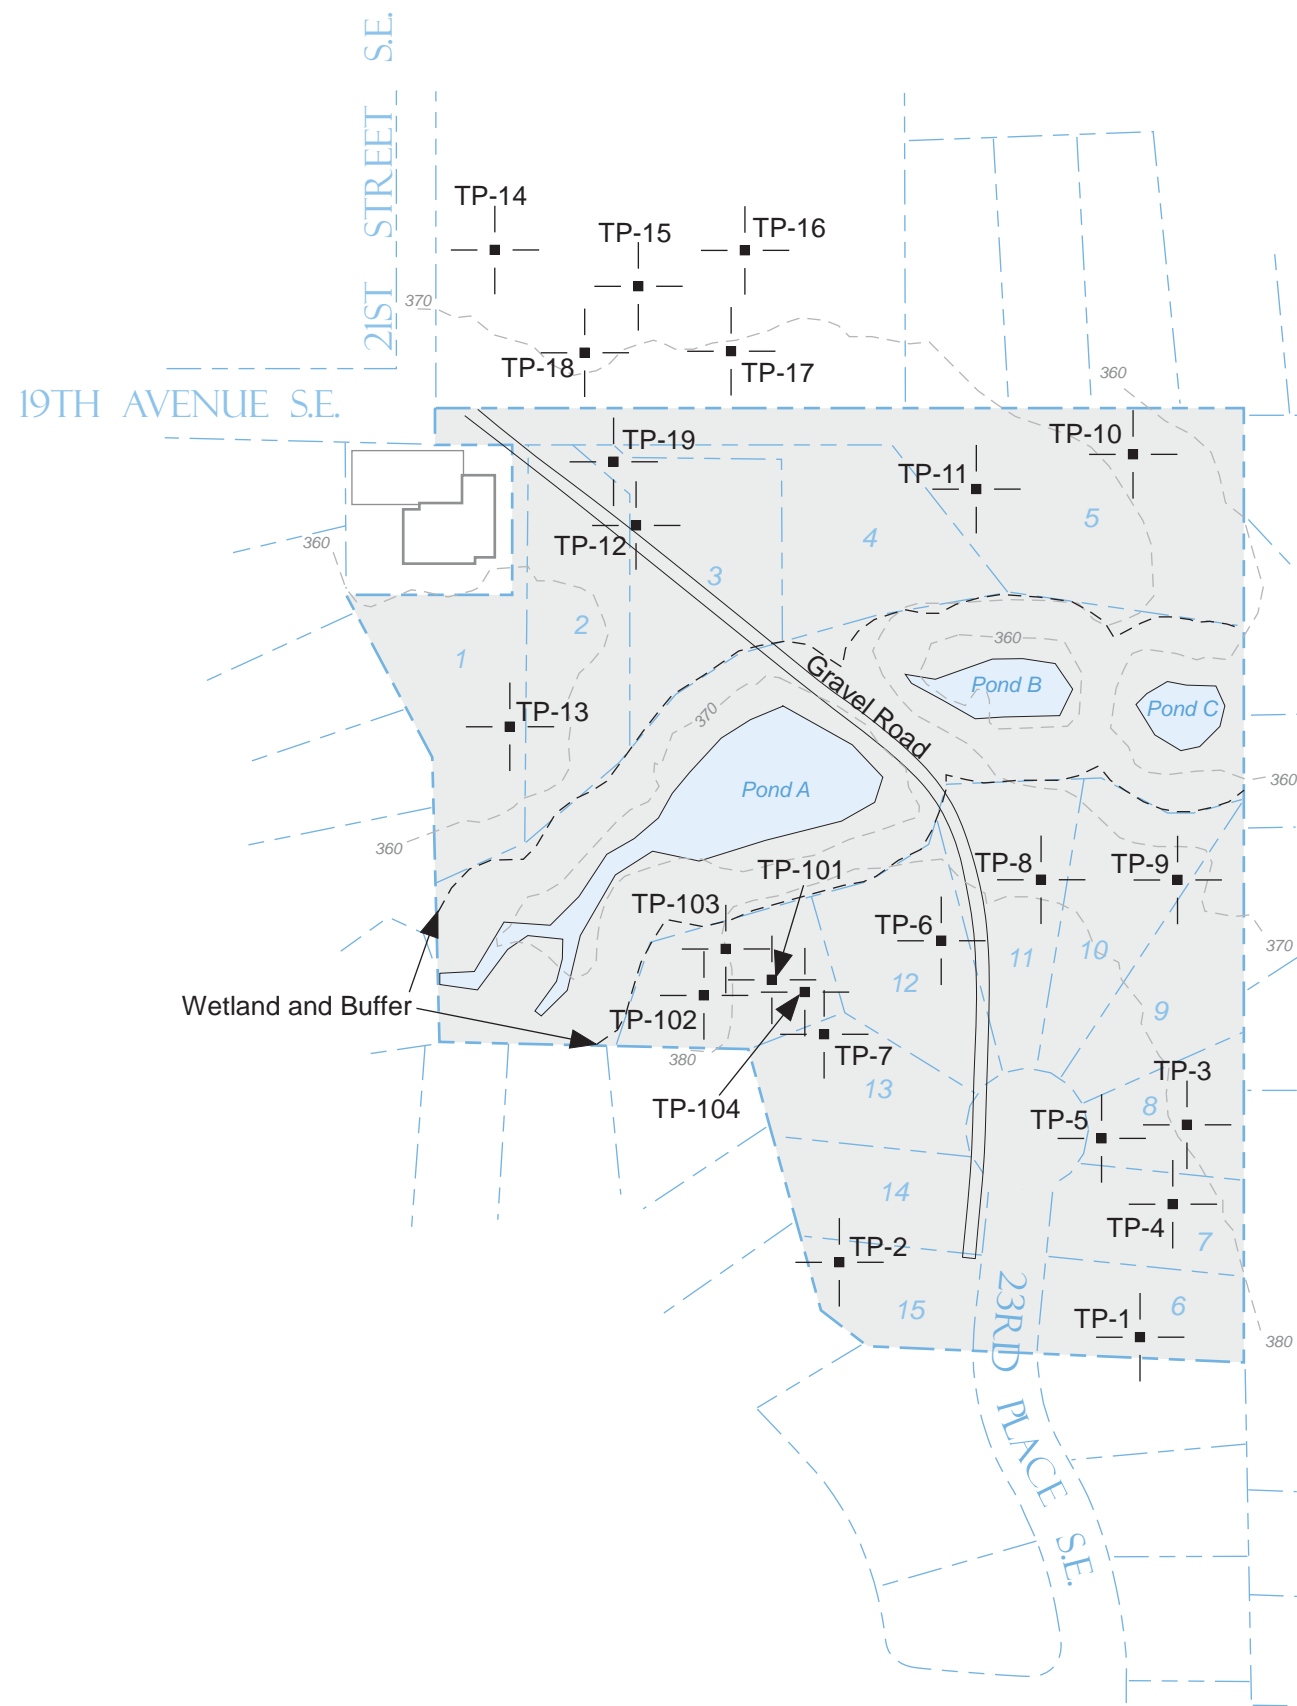 21ST STREET S.E.
TP-14
TP-15
TP-16
370
TP-18
TP-17
360
19TH AVENUE S.E.
TP-19
TP-10
TP-11
5
4
TP-12
360
3
2
1
360
Pond B
Gravel Road
Pond C
370
TP-13
Pond A
360
360
TP-101
TP-8
TP-9
TP-103
TP-6
370
11
10
12
Wetland and Buffer
TP-102
9
TP-7
380
13
TP-3
TP-104
8
TP-5
14
TP-4
7
TP-2
15
6
TP-1
380
23RD PLACE S.E.